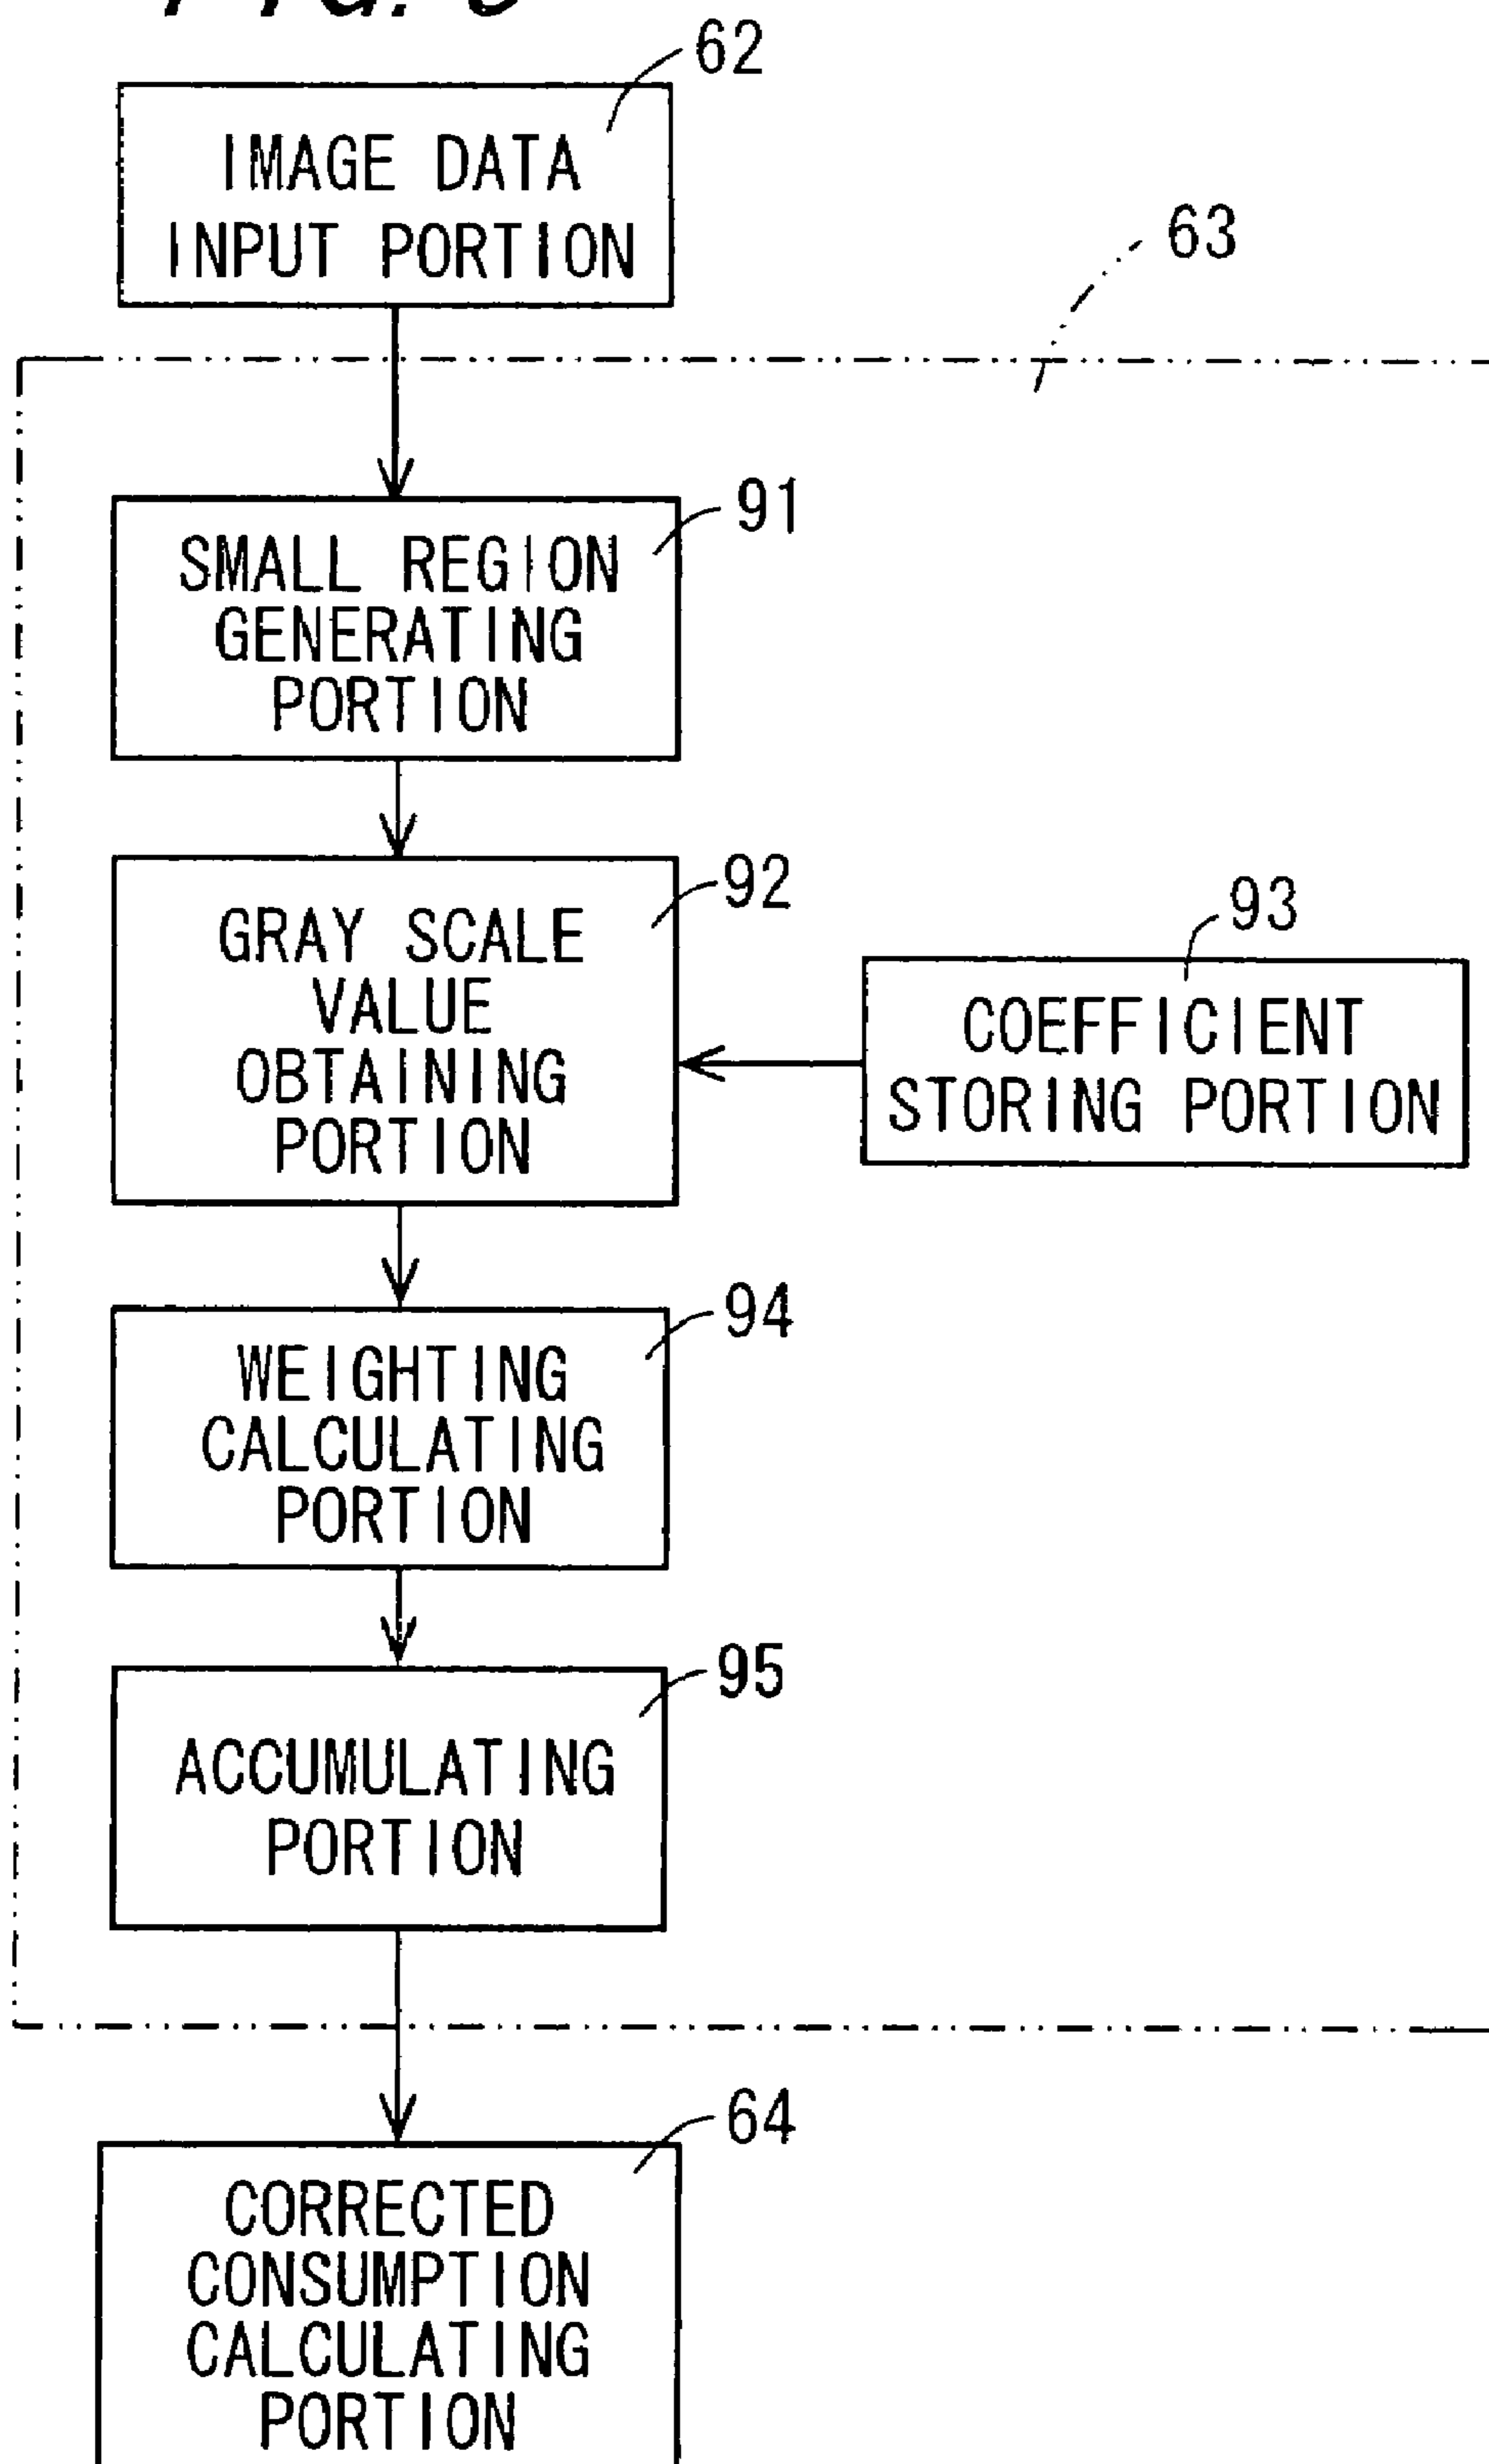 62
IMAGE DATA
INPUT PORTION
63
91
SMALL REGION
GENERATING
PORTION
92
GRAY SCALE
VALUE
OBTAINING
PORTION
93
COEFFICIENT
STORING PORTION
94
WEIGHTING
CALCULATING
PORTION
95
ACCUMULATING
PORTION
64
CORRECTED
CONSUMPTION
CALCULATING
PORTION